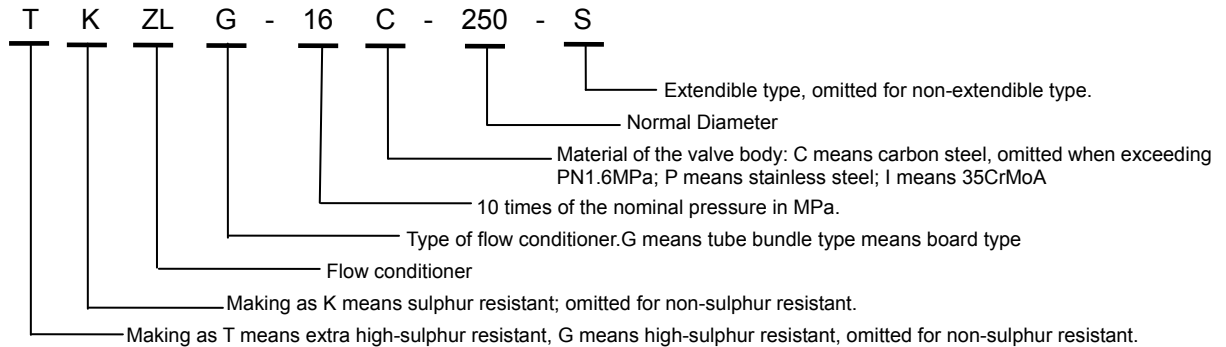 T K ZL G - 16 C - 250 - S
Extendible type, omitted for non-extendible type.
Normal Diameter
Material of the valve body: C means carbon steel, omitted when exceeding
PN1.6MPa; P means stainless steel; I means 35CrMoA
10 times of the nominal pressure in MPa.
Type of flow conditioner.G means tube bundle type means board type
Flow conditioner
Making as K means sulphur resistant; omitted for non-sulphur resistant.
Making as T means extra high-sulphur resistant, G means high-sulphur resistant, omitted for non-sulphur resistant.